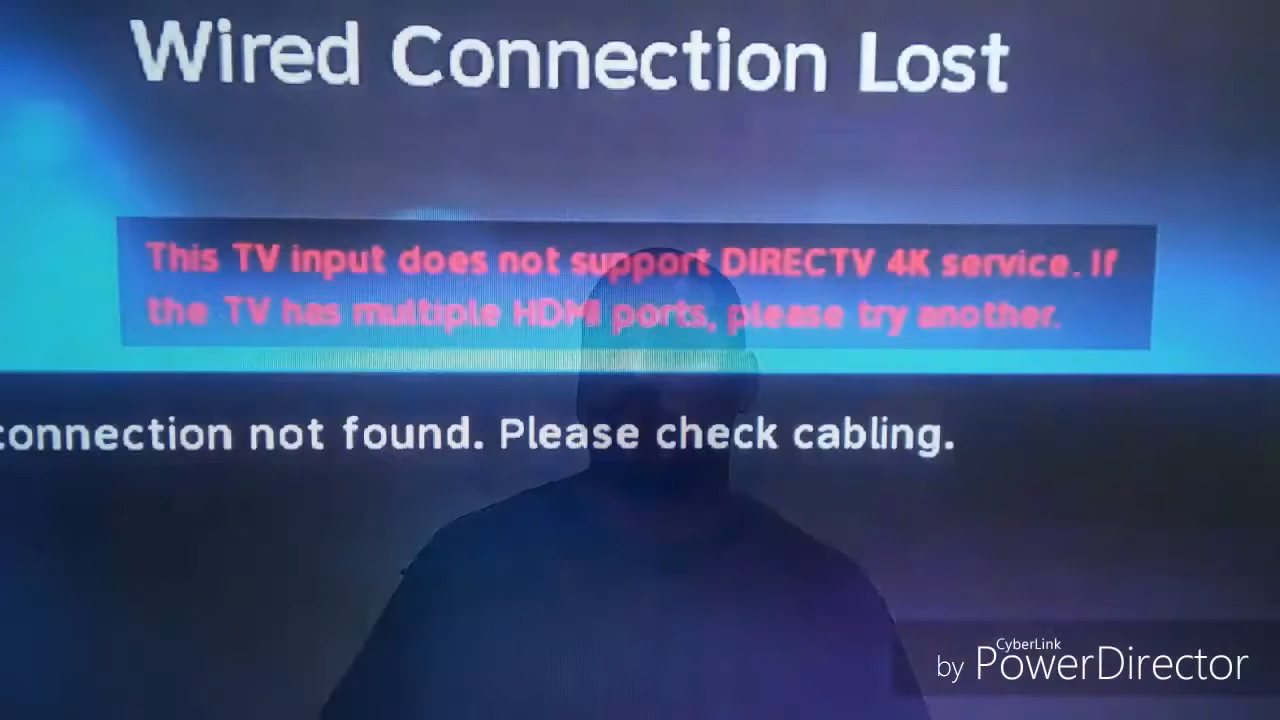 Wired Connection Lost
This TV input does not support DIRECTV 4K service. If
the TV has multiple HDMI ports, please try another.
connection not found. Please check cabling.
CyberLink
by PowerDirector